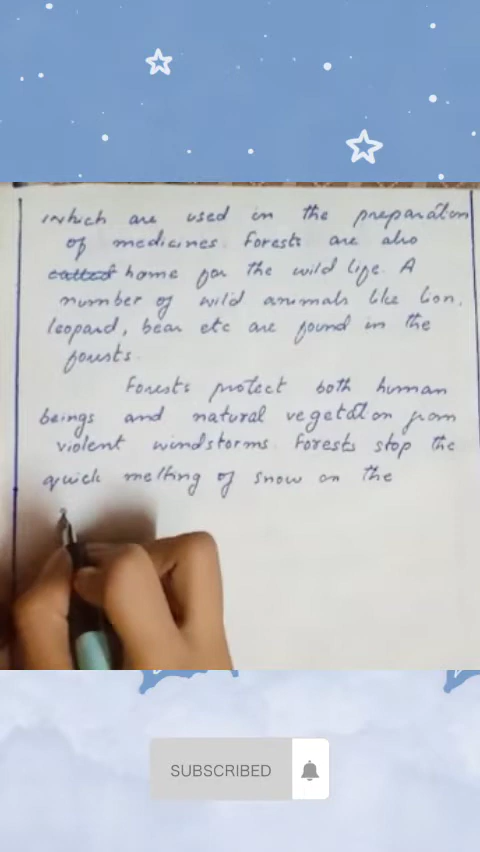 which are used in the preparation
of medicines. Forests are also
called home for the wild life. A
number of wild animals like lion,
leopard, bear etc are found in the
forests.
Forests protect both human
beings and natural vegetation from
violent windstorms. Forests stop the
quick melting of snow on the
SUBSCRIBED